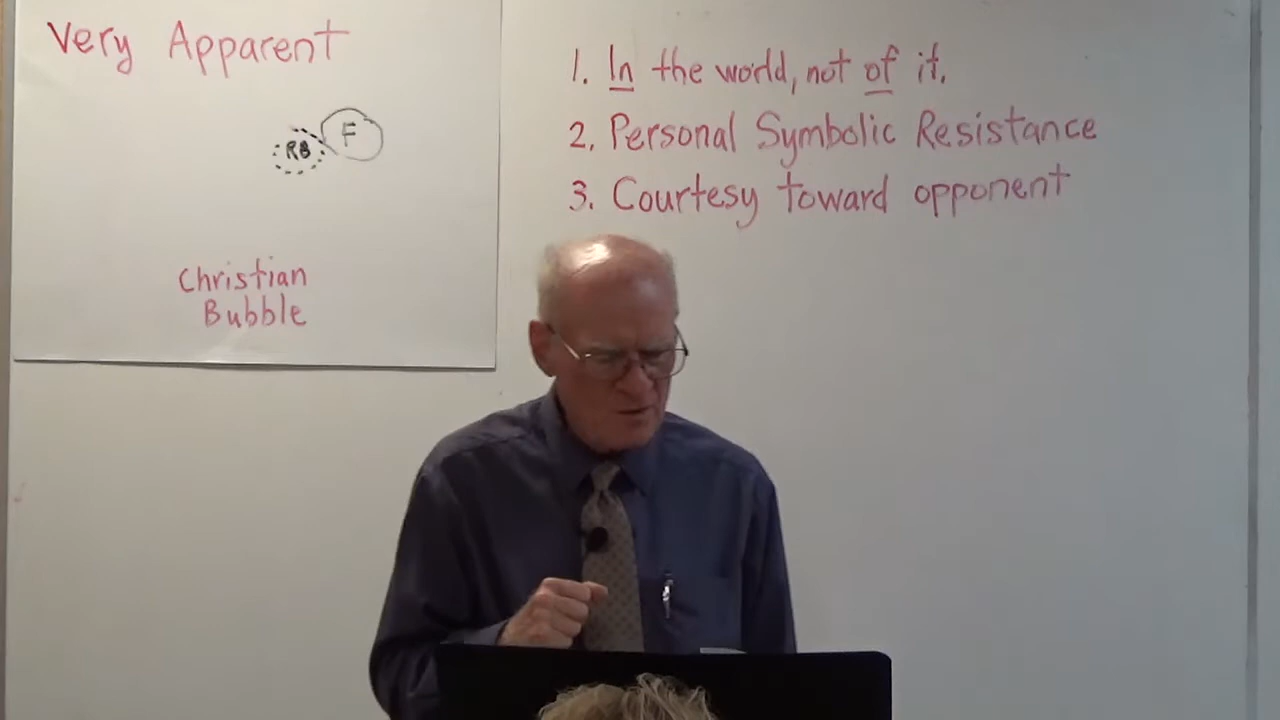 Very Apparent
RB
F
Christian
Bubble
1. In the world, not of it.
2. Personal Symbolic Resistance
3. Courtesy toward opponent